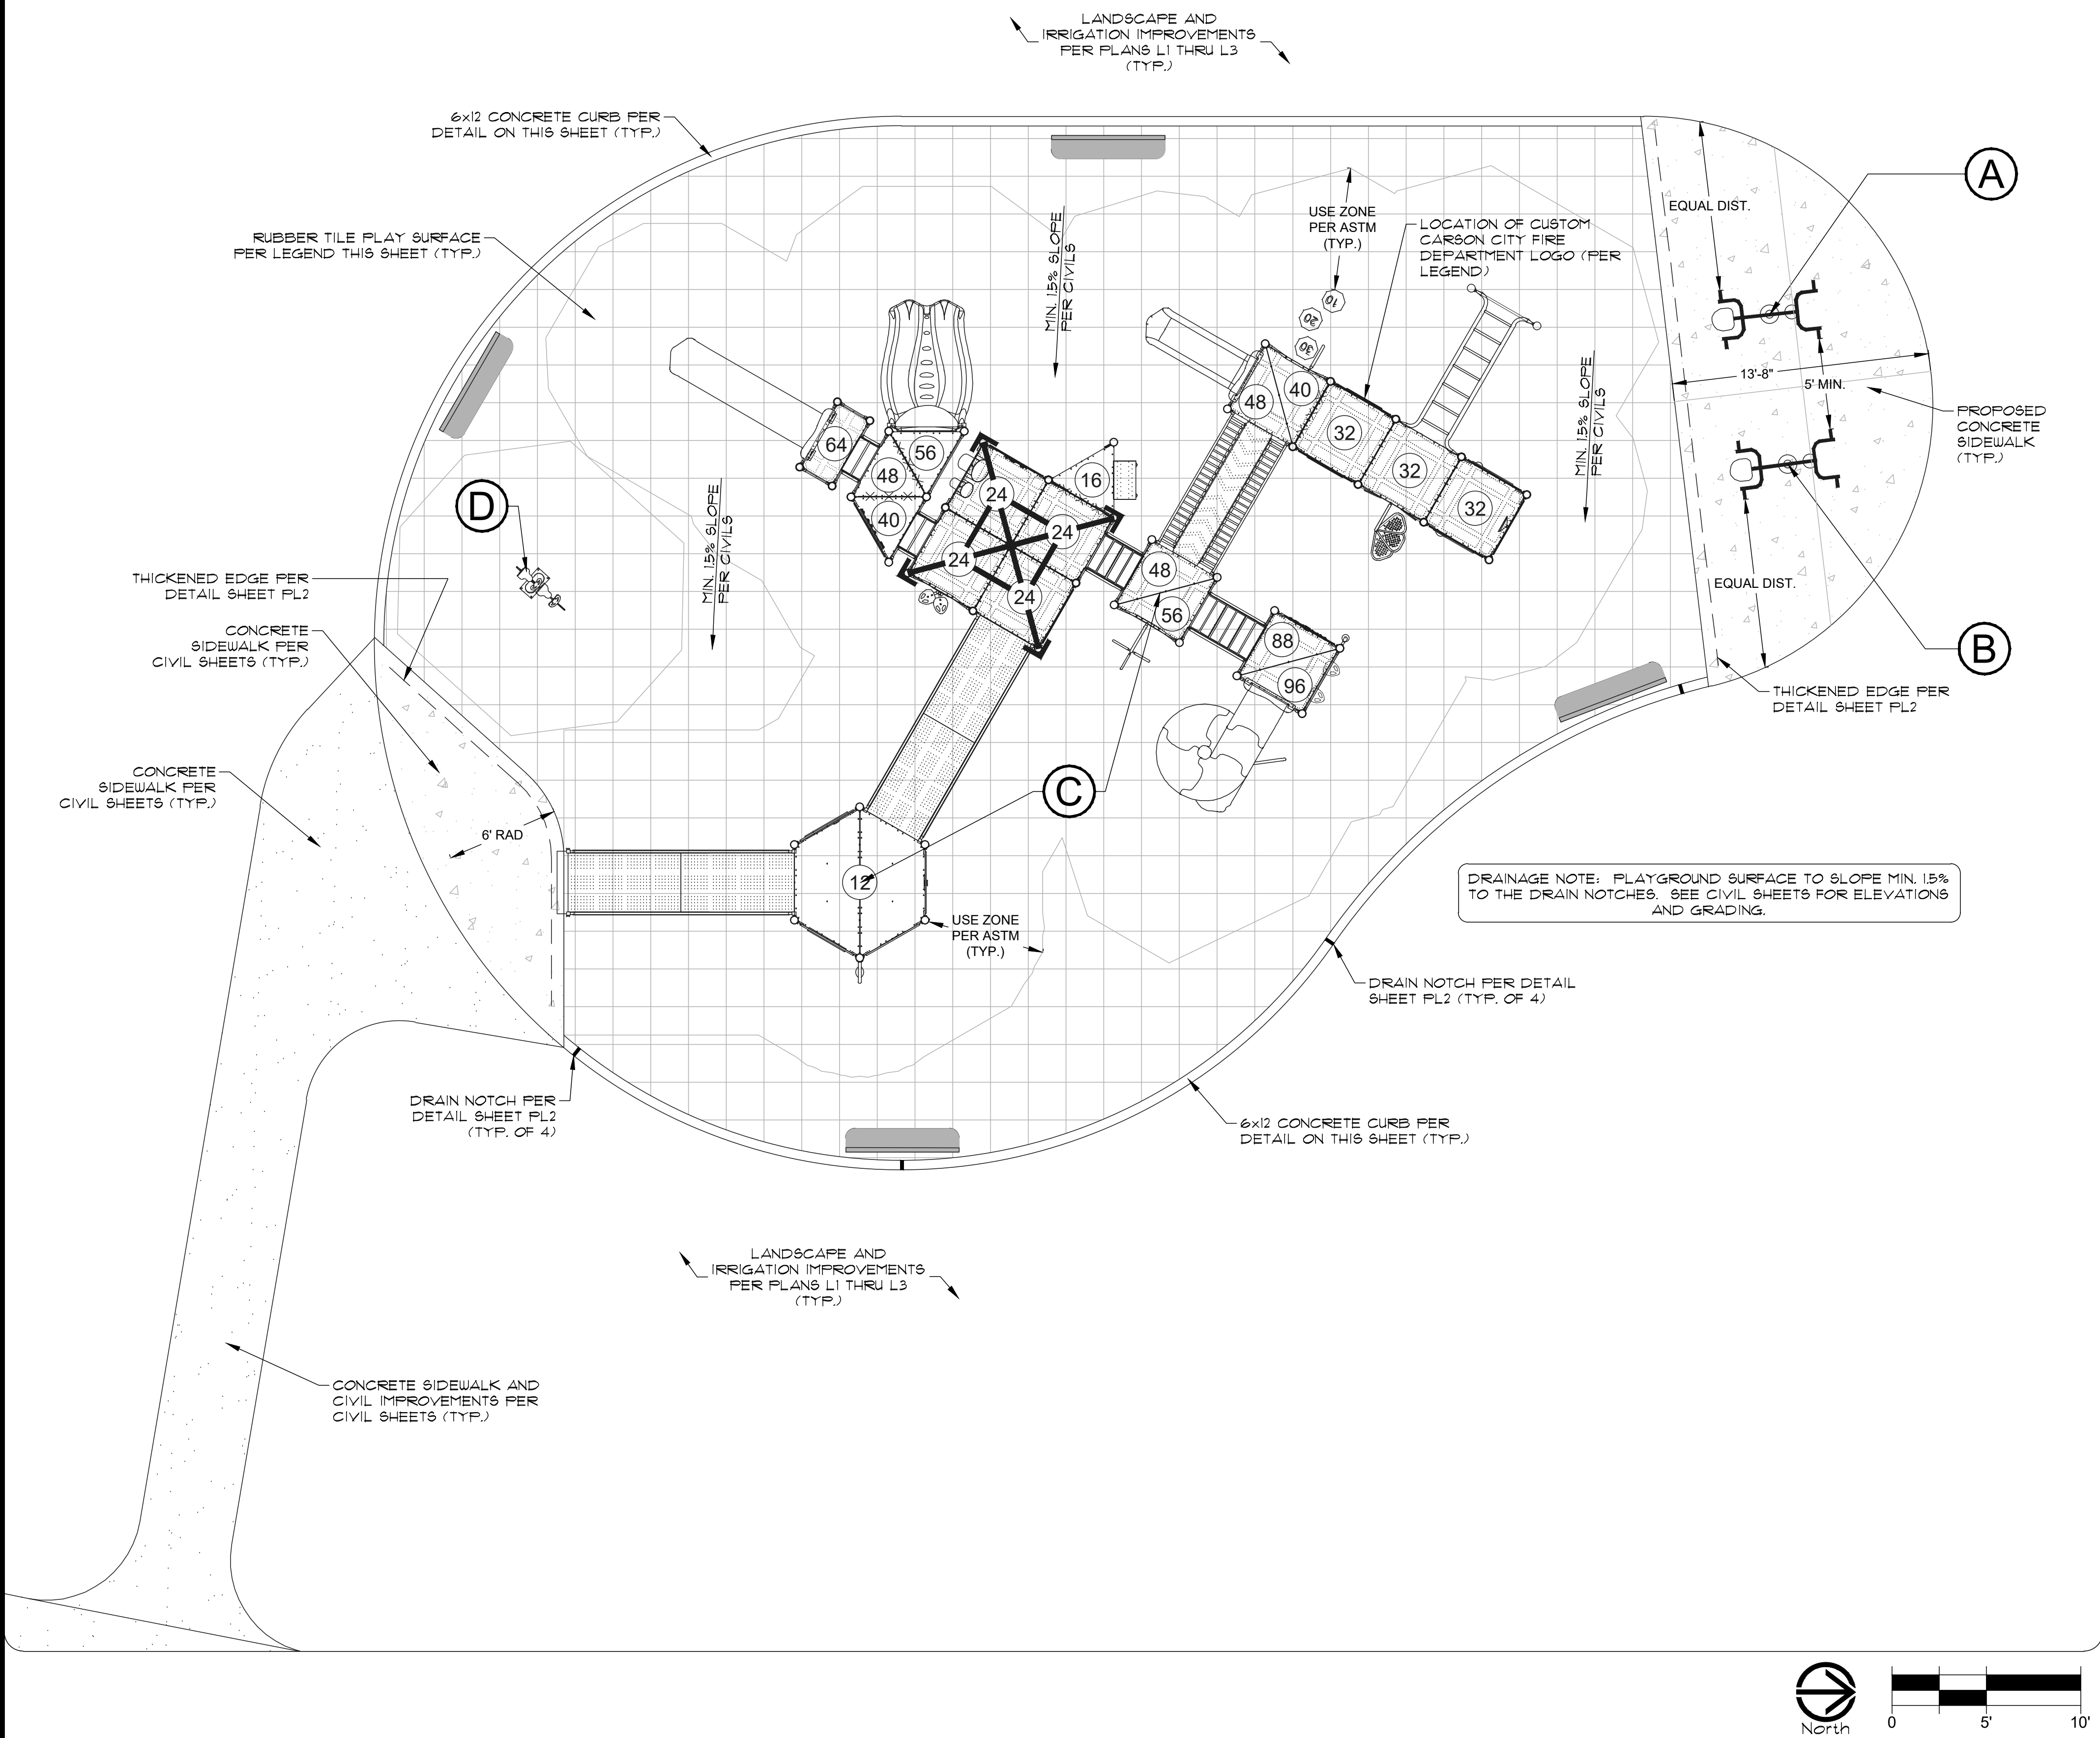 LANDSCAPE AND
IRRIGATION IMPROVEMENTS
PER PLANS L1 THRU L3
(TYP.)
6x12 CONCRETE CURB PER
DETAIL ON THIS SHEET (TYP.)
A
EQUAL DIST.
USE ZONE
PER ASTM
(TYP.)
LOCATION OF CUSTOM
CARSON CITY FIRE
DEPARTMENT LOGO (PER
LEGEND)
RUBBER TILE PLAY SURFACE
PER LEGEND THIS SHEET (TYP.)
MIN. 1.5% SLOPE
PER CIVILS
10
20
30
MIN. 1.5% SLOPE
PER CIVILS
13'-8"
5' MIN.
PROPOSED
CONCRETE
SIDEWALK
(TYP.)
40
48
32
32
32
64
56
48
40
16
24
24
24
24
D
MIN. 1.5% SLOPE
PER CIVILS
48
56
88
96
THICKENED EDGE PER
DETAIL SHEET PL2
EQUAL DIST.
CONCRETE
SIDEWALK PER
CIVIL SHEETS (TYP.)
B
THICKENED EDGE PER
DETAIL SHEET PL2
CONCRETE
SIDEWALK PER
CIVIL SHEETS (TYP.)
C
6' RAD
12
USE ZONE
PER ASTM
(TYP.)
DRAINAGE NOTE: PLAYGROUND SURFACE TO SLOPE MIN. 1.5%
TO THE DRAIN NOTCHES. SEE CIVIL SHEETS FOR ELEVATIONS
AND GRADING.
DRAIN NOTCH PER DETAIL
SHEET PL2 (TYP. OF 4)
DRAIN NOTCH PER
DETAIL SHEET PL2
(TYP. OF 4)
6x12 CONCRETE CURB PER
DETAIL ON THIS SHEET (TYP.)
LANDSCAPE AND
IRRIGATION IMPROVEMENTS
PER PLANS L1 THRU L3
(TYP.)
CONCRETE SIDEWALK AND
CIVIL IMPROVEMENTS PER
CIVIL SHEETS (TYP.)
North
0 5' 10'